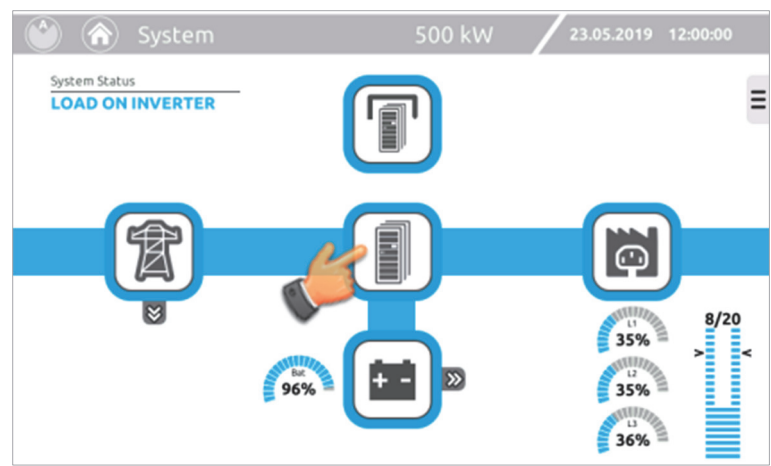 A
System
500 kW
23.05.2019 12:00:00
System Status
LOAD ON INVERTER
Bat
96%
L1
35%
L2
35%
L3
36%
8/20